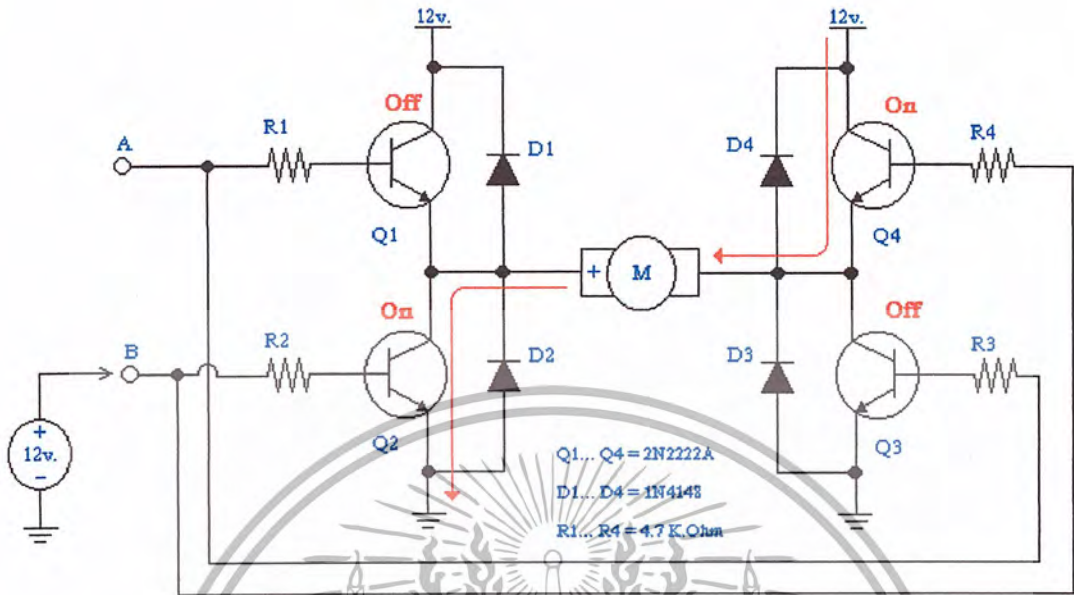 12v.
12v.
Off
On
A
R1
D1
D4
R4
Q1
Q4
+
M
On
Off
B
R2
D2
D3
R3
+
12v.
−
Q2
Q3
Q1... Q4 = 2N2222A
D1... D4 = 1N4148
R1... R4 = 4.7 K.Ohm